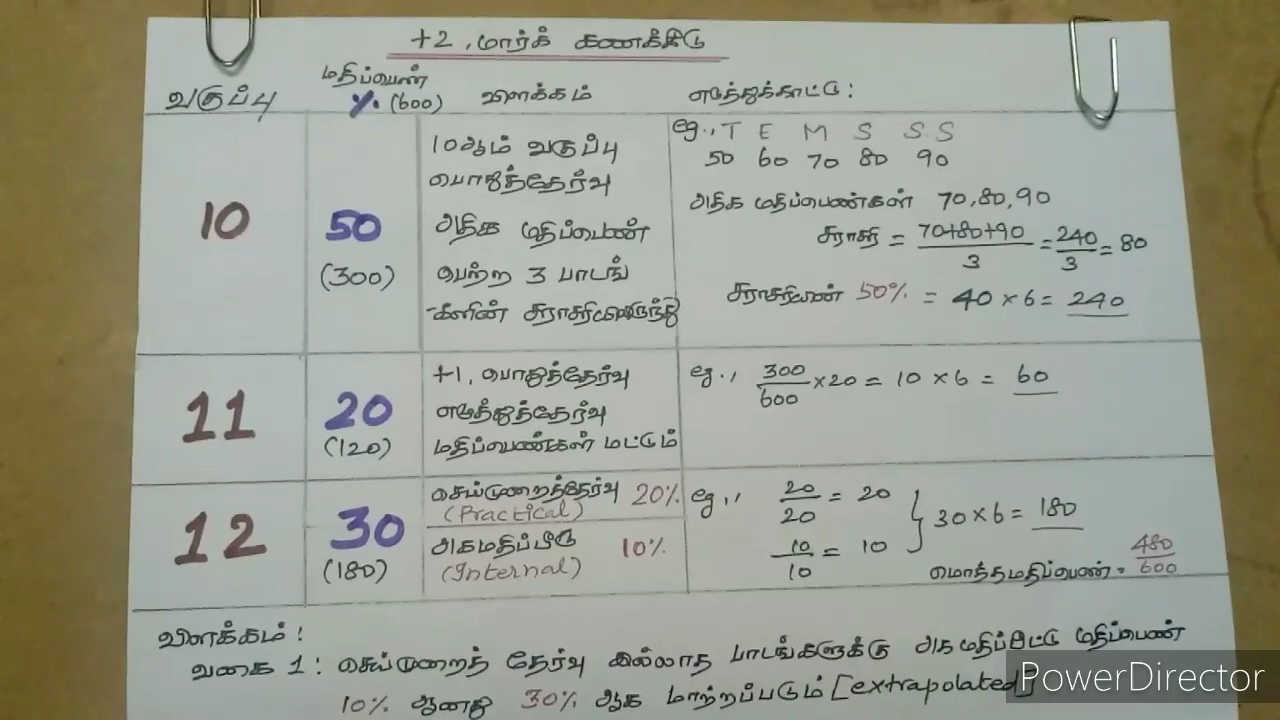 +2, மார்க் கணக்கீடு
வகுப்பு மதிப்பெண் % (600) விளக்கம் எடுத்துக்காட்டு :
10 50 (300)
10ஆம் வகுப்பு
பொதுத்தேர்வு
அதிக மதிப்பெண்
பெற்ற 3 பாடங்
-களின் சராசரியிலிருந்து
eg., T E M S S.S
50 60 70 80 90
அதிக மதிப்பெண்கள் 70,80,90
சராசரி = 70+80+90/3 = 240/3 = 80
சராசரியின் 50% = 40 x 6 = 240
11 20 (120)
+1, பொதுத்தேர்வு
எழுத்துத்தேர்வு
மதிப்பெண்கள் மட்டும்
eg., 300/600 x 20 = 10 x 6 = 60
12 30 (180)
செய்முறைத்தேர்வு 20%
(Practical)
அகமதிப்பீடு 10%
(Internal)
eg., 20/20 = 20
10/10 = 10
} 30 x 6 = 180
மொத்தமதிப்பெண் = 480/600
விளக்கம் :
வகை 1 : செய்முறைத் தேர்வு இல்லாத பாடங்களுக்கு அகமதிப்பீட்டு மதிப்பெண்
10% ஆனது 30% ஆக மாற்றப்படும் [extrapolated]
PowerDirector